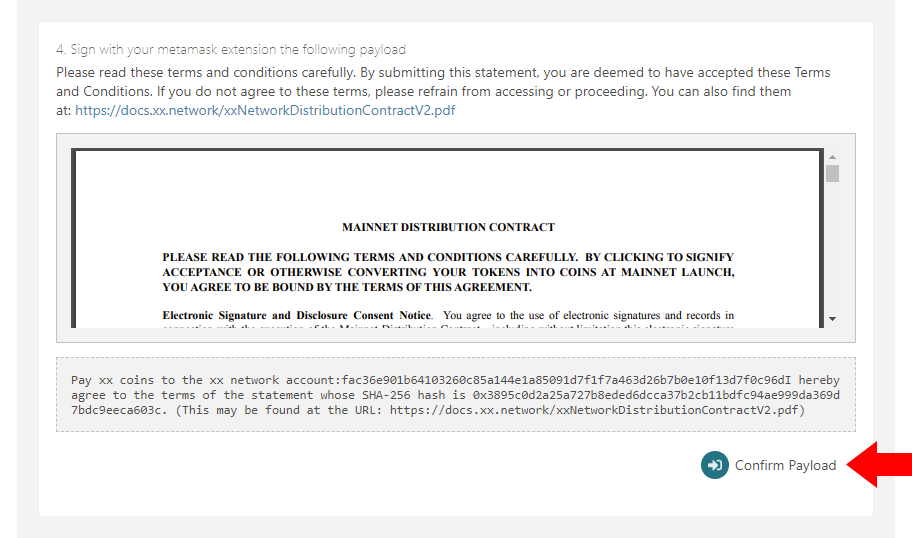 4. Sign with your metamask extension the following payload
Please read these terms and conditions carefully. By submitting this statement, you are deemed to have accepted these Terms
and Conditions. If you do not agree to these terms, please refrain from accessing or proceeding. You can also find them
at: https://docs.xx.network/xxNetworkDistributionContractV2.pdf
MAINNET DISTRIBUTION CONTRACT
PLEASE READ THE FOLLOWING TERMS AND CONDITIONS CAREFULLY. BY CLICKING TO SIGNIFY
ACCEPTANCE OR OTHERWISE CONVERTING YOUR TOKENS INTO COINS AT MAINNET LAUNCH,
YOU AGREE TO BE BOUND BY THE TERMS OF THIS AGREEMENT.
Electronic Signature and Disclosure Consent Notice. You agree to the use of electronic signatures and records in
Pay xx coins to the xx network account:fac36e901b64103260c85a144e1a85091d7f1f7a463d26b7b0e10f13d7f0c96dI hereby
agree to the terms of the statement whose SHA-256 hash is 0x3895c0d2a25a727b8eded6dcca37b2cb11bdfc94ae999da369d
7bdc9eeca603c. (This may be found at the URL: https://docs.xx.network/xxNetworkDistributionContractV2.pdf)
Confirm Payload